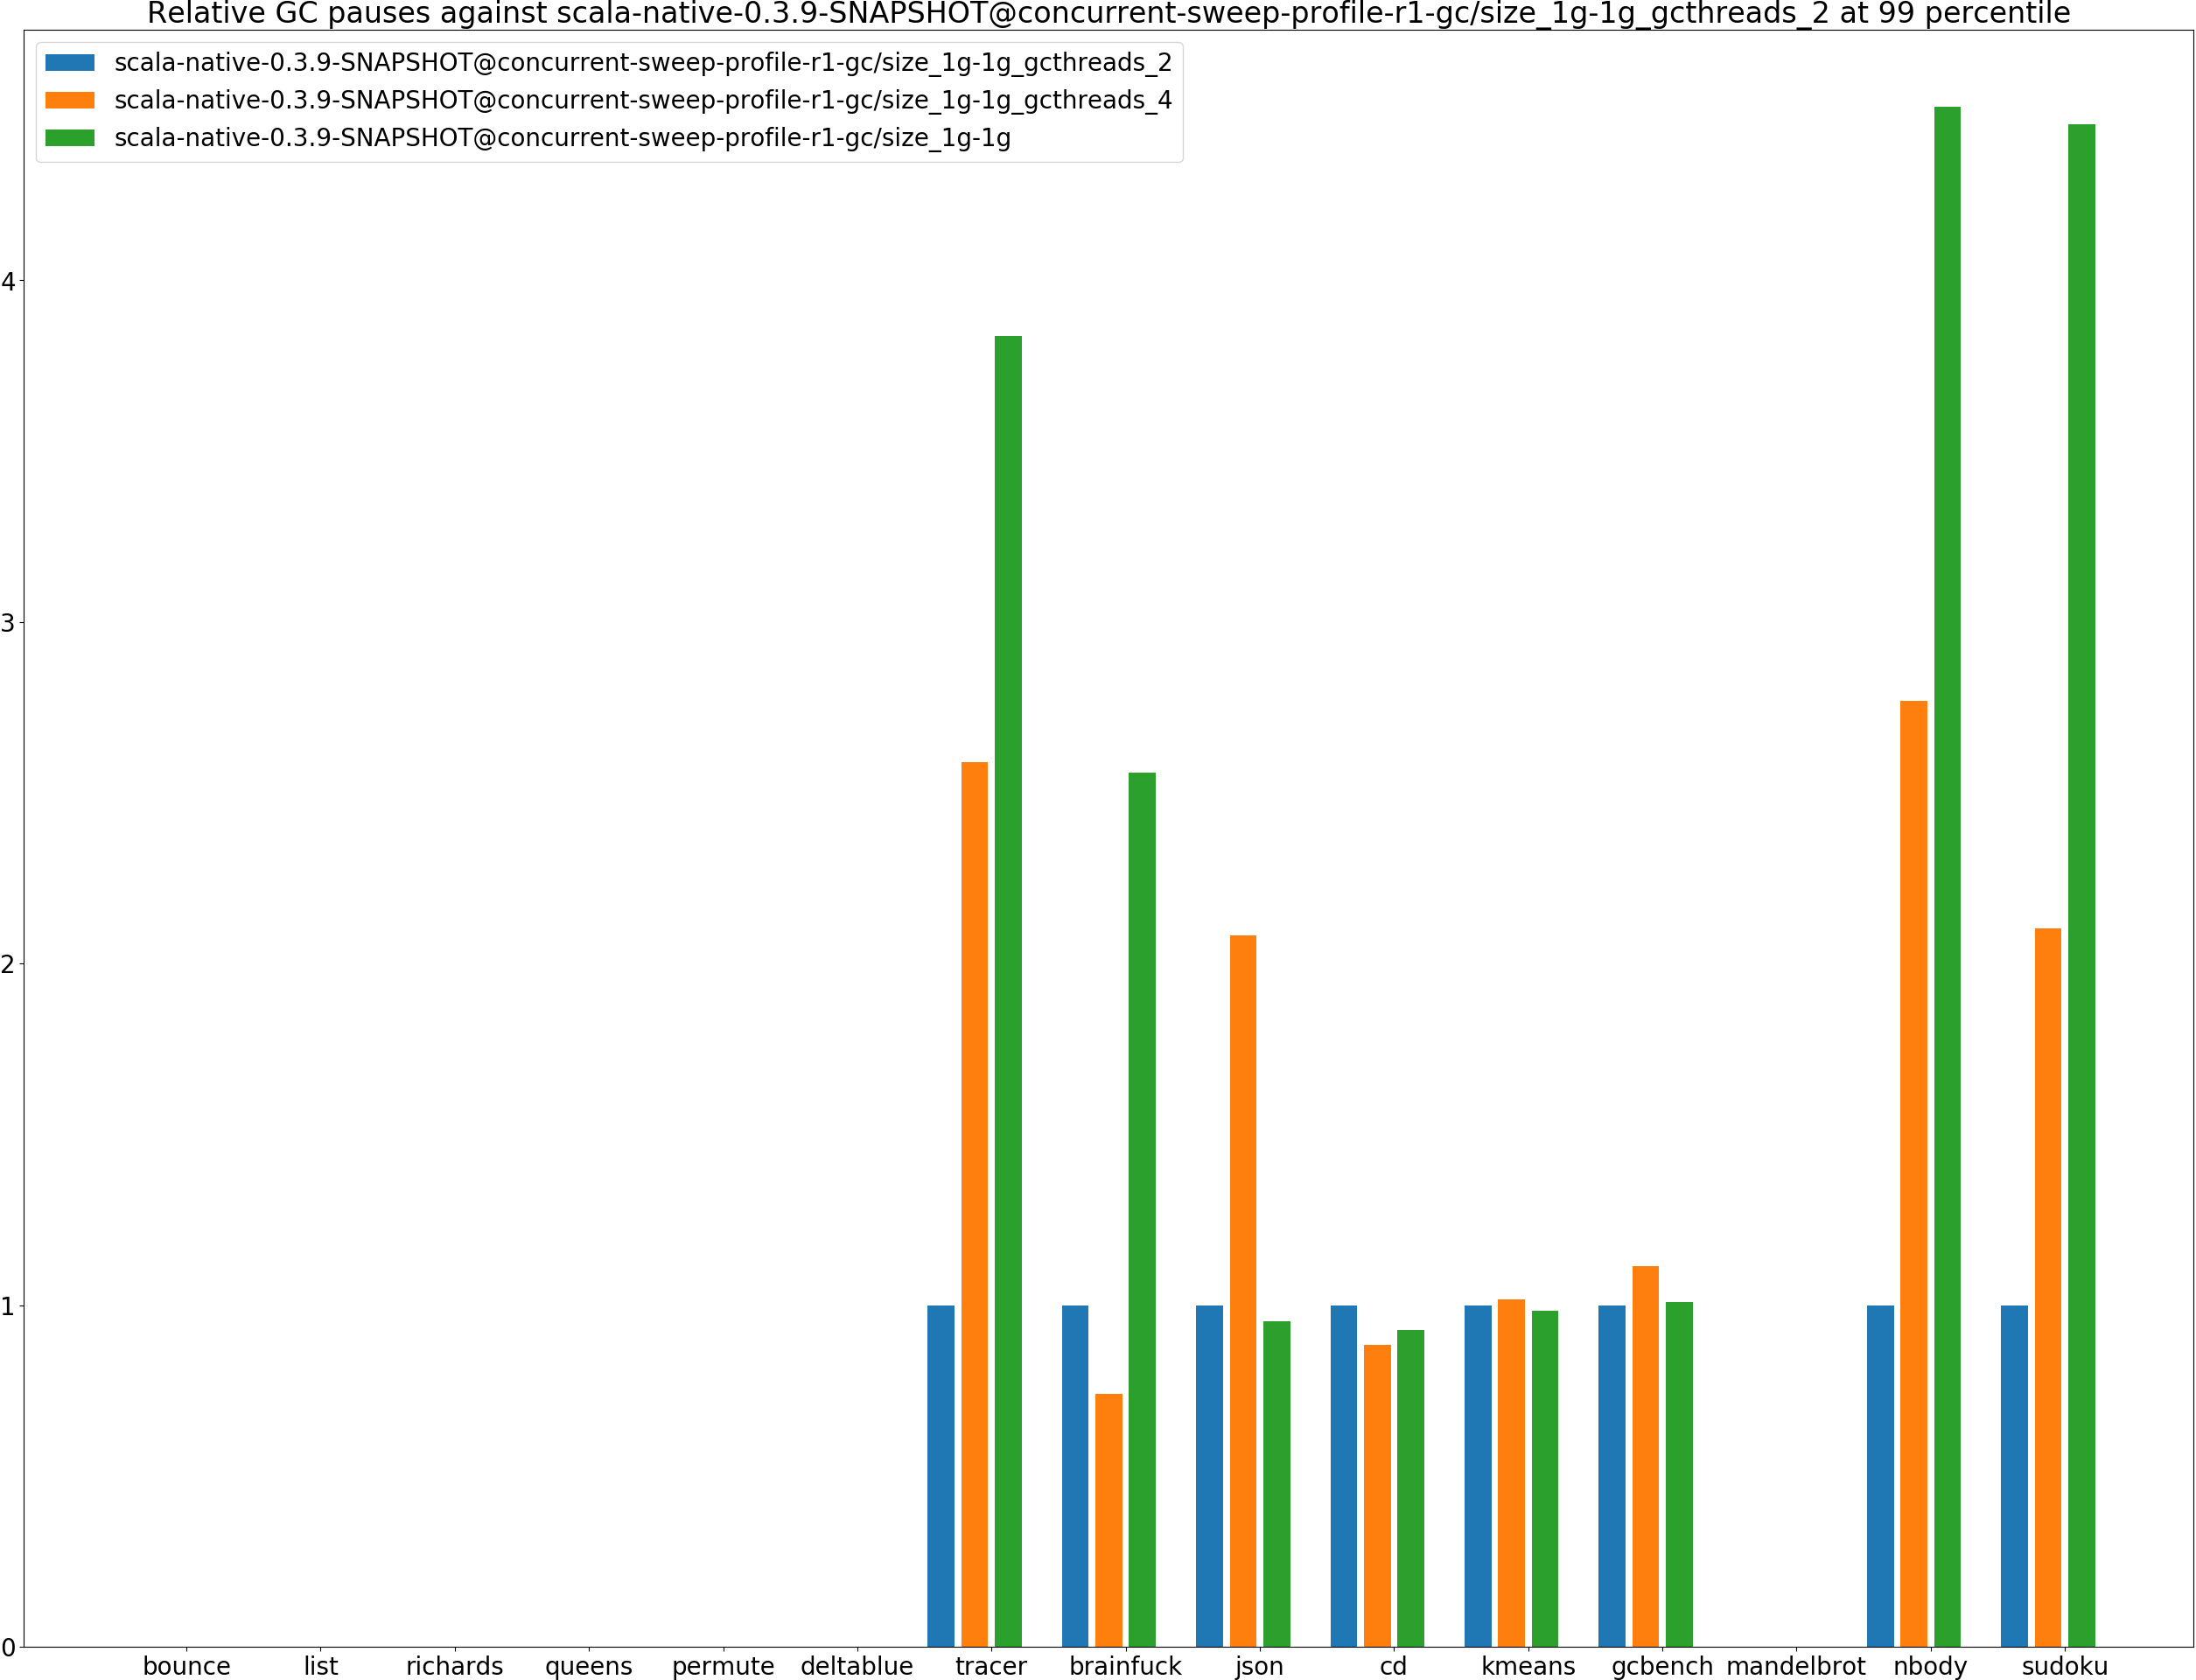 Relative GC pauses against scala-native-0.3.9-SNAPSHOT@concurrent-sweep-profile-r1-gc/size_1g-1g_gcthreads_2 at 99 percentile
scala-native-0.3.9-SNAPSHOT@concurrent-sweep-profile-r1-gc/size_1g-1g_gcthreads_2
scala-native-0.3.9-SNAPSHOT@concurrent-sweep-profile-r1-gc/size_1g-1g_gcthreads_4
scala-native-0.3.9-SNAPSHOT@concurrent-sweep-profile-r1-gc/size_1g-1g
4
3
2
1
0
bounce list richards queens permute deltablue tracer brainfuck json cd kmeans gcbench mandelbrot nbody sudoku